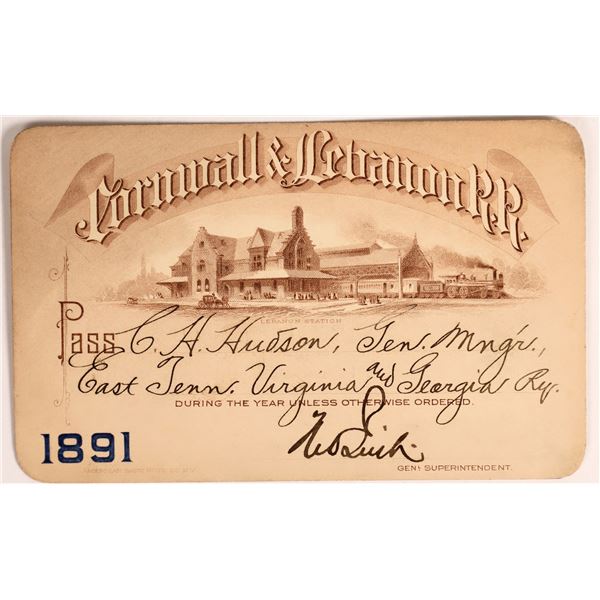 Cornwall & Lebanon R.R.
LEBANON STATION
Pass C. H. Hudson, Gen. Mngr.,
East Tenn. Virginia and Georgia Ry.
DURING THE YEAR UNLESS OTHERWISE ORDERED.
1891
GENL SUPERINTENDENT.